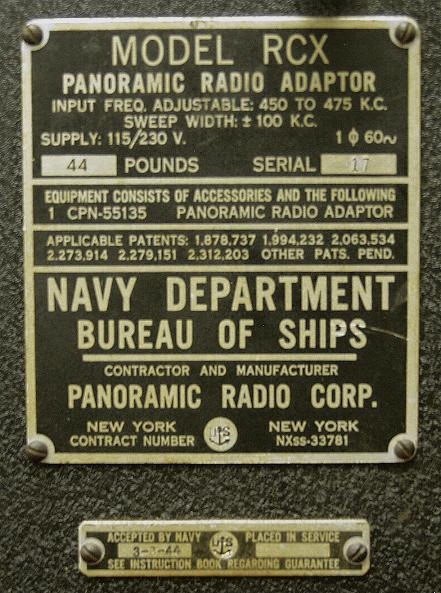 MODEL RCX
PANORAMIC RADIO ADAPTOR
INPUT FREQ. ADJUSTABLE: 450 TO 475 K.C.
SWEEP WIDTH: ± 100 K.C.
SUPPLY: 115/230 V. 1 ϕ 60~
44 POUNDS SERIAL 17
EQUIPMENT CONSISTS OF ACCESSORIES AND THE FOLLOWING
1 CPN-55135 PANORAMIC RADIO ADAPTOR
APPLICABLE PATENTS: 1.878,737 1.994,232 2,063,534
2.273,914 2.279,151 2.312,203 OTHER PATS. PEND.
NAVY DEPARTMENT
BUREAU OF SHIPS
CONTRACTOR AND MANUFACTURER
PANORAMIC RADIO CORP.
NEW YORK US NEW YORK
CONTRACT NUMBER NXss-33781
ACCEPTED BY NAVY US PLACED IN SERVICE
SEE INSTRUCTION BOOK REGARDING GUARANTEE